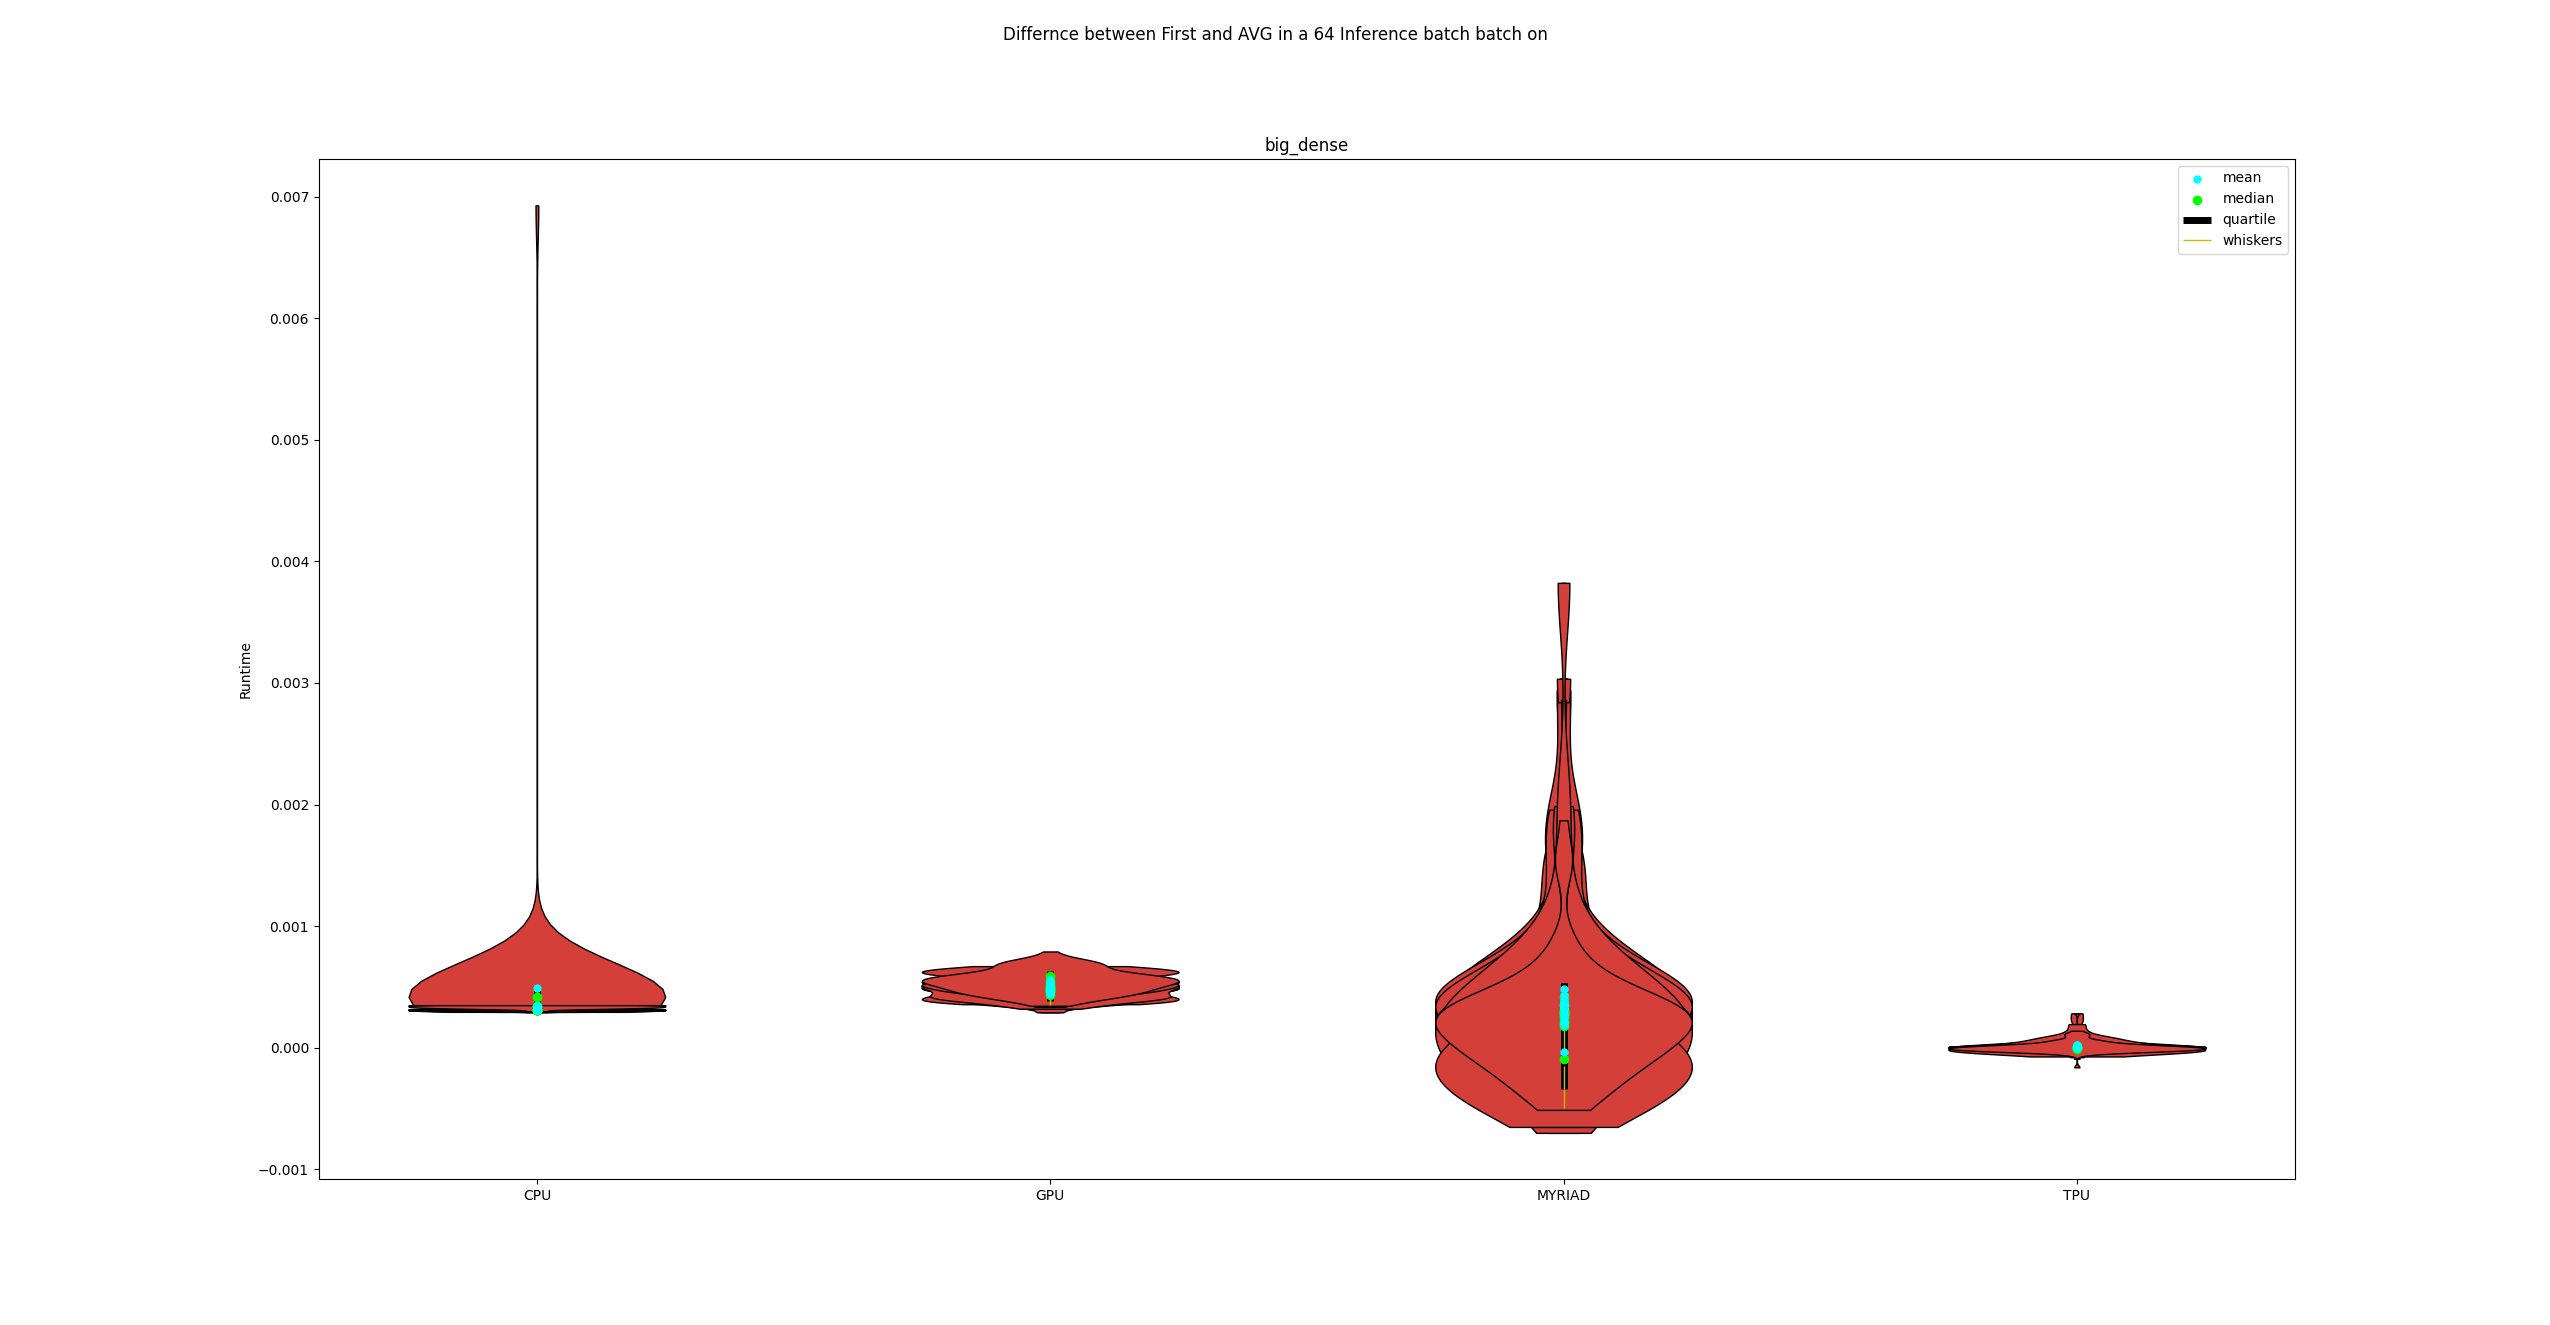 Differnce between First and AVG in a 64 Inference batch batch on
big_dense
mean
median
quartile
whiskers
0.007
0.006
0.005
0.004
0.003
0.002
0.001
0.000
−0.001
Runtime
CPU
GPU
MYRIAD
TPU